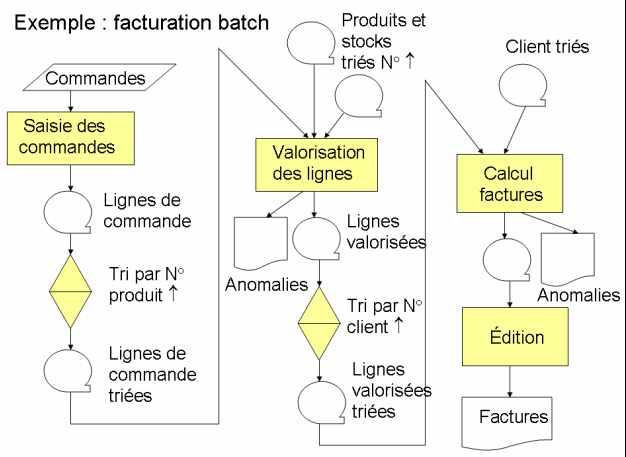 Exemple : facturation batch
Commandes
Saisie des
commandes
Lignes de
commande
Tri par N°
produit ↑
Lignes de
commande
triées
Produits et
stocks
triés N° ↑
Valorisation
des lignes
Anomalies
Lignes
valorisées
Tri par N°
client ↑
Lignes
valorisées
triées
Client triés
Calcul
factures
Anomalies
Édition
Factures